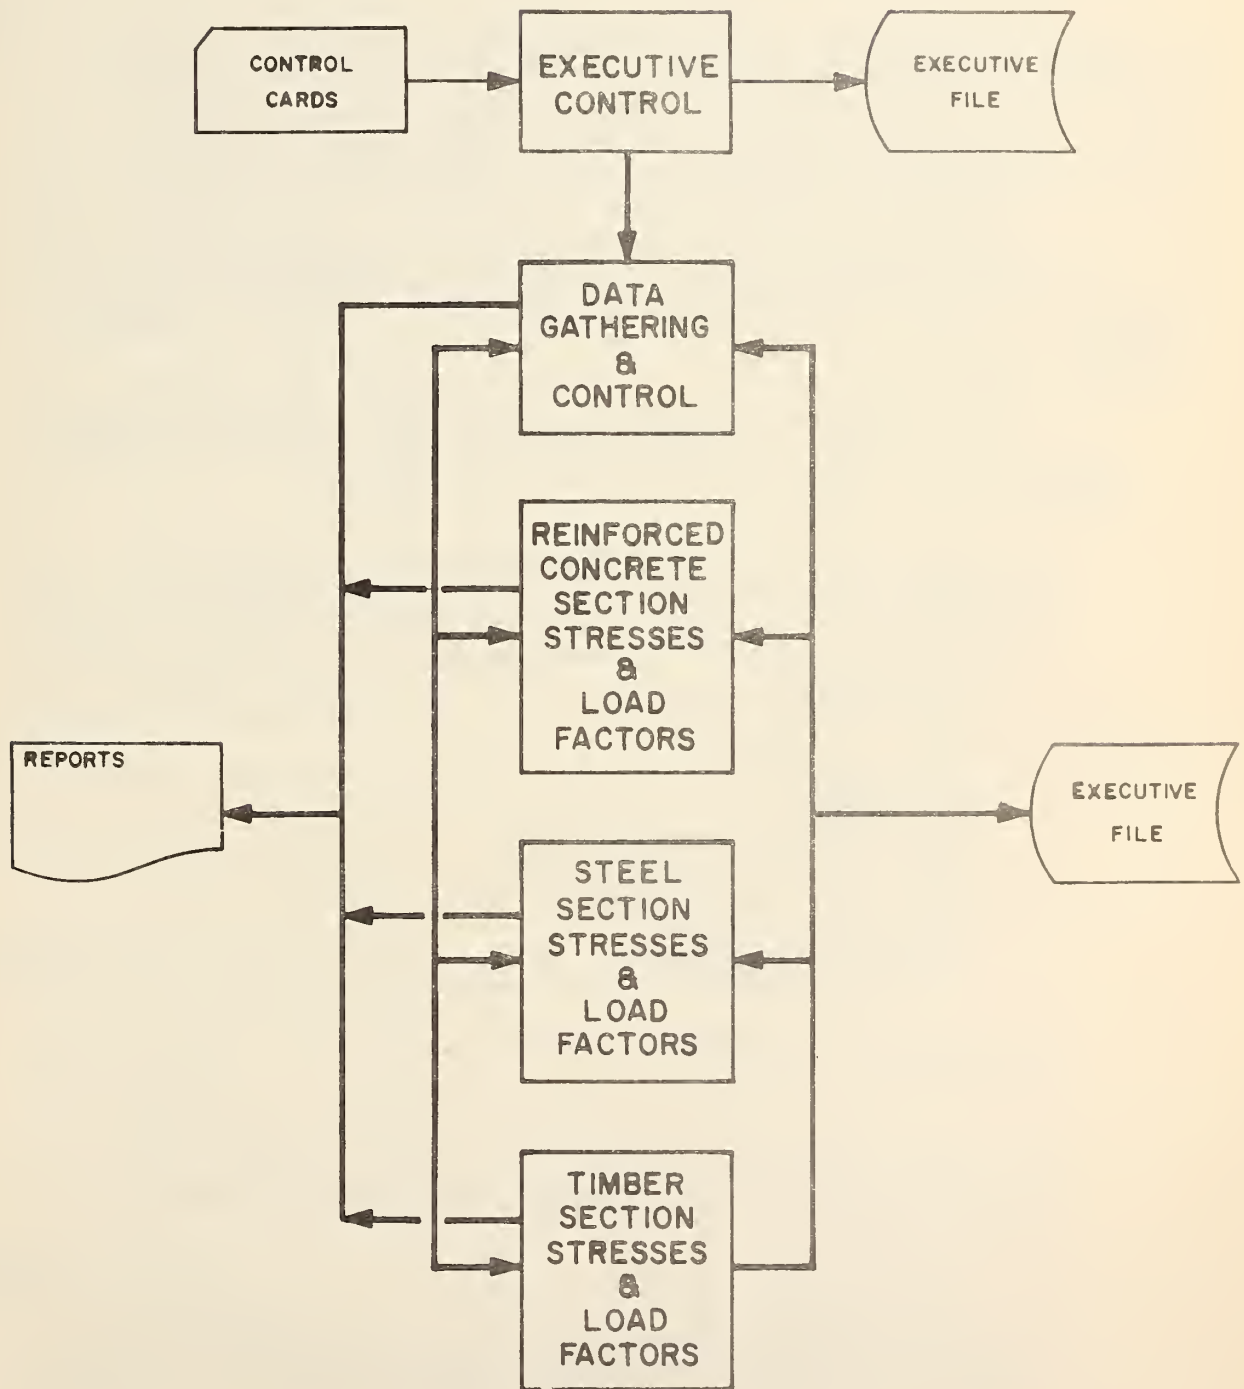 CONTROL
CARDS
EXECUTIVE
CONTROL
EXECUTIVE
FILE
DATA
GATHERING
&
CONTROL
REINFORCED
CONCRETE
SECTION
STRESSES
&
LOAD
FACTORS
REPORTS
EXECUTIVE
FILE
STEEL
SECTION
STRESSES
&
LOAD
FACTORS
TIMBER
SECTION
STRESSES
&
LOAD
FACTORS